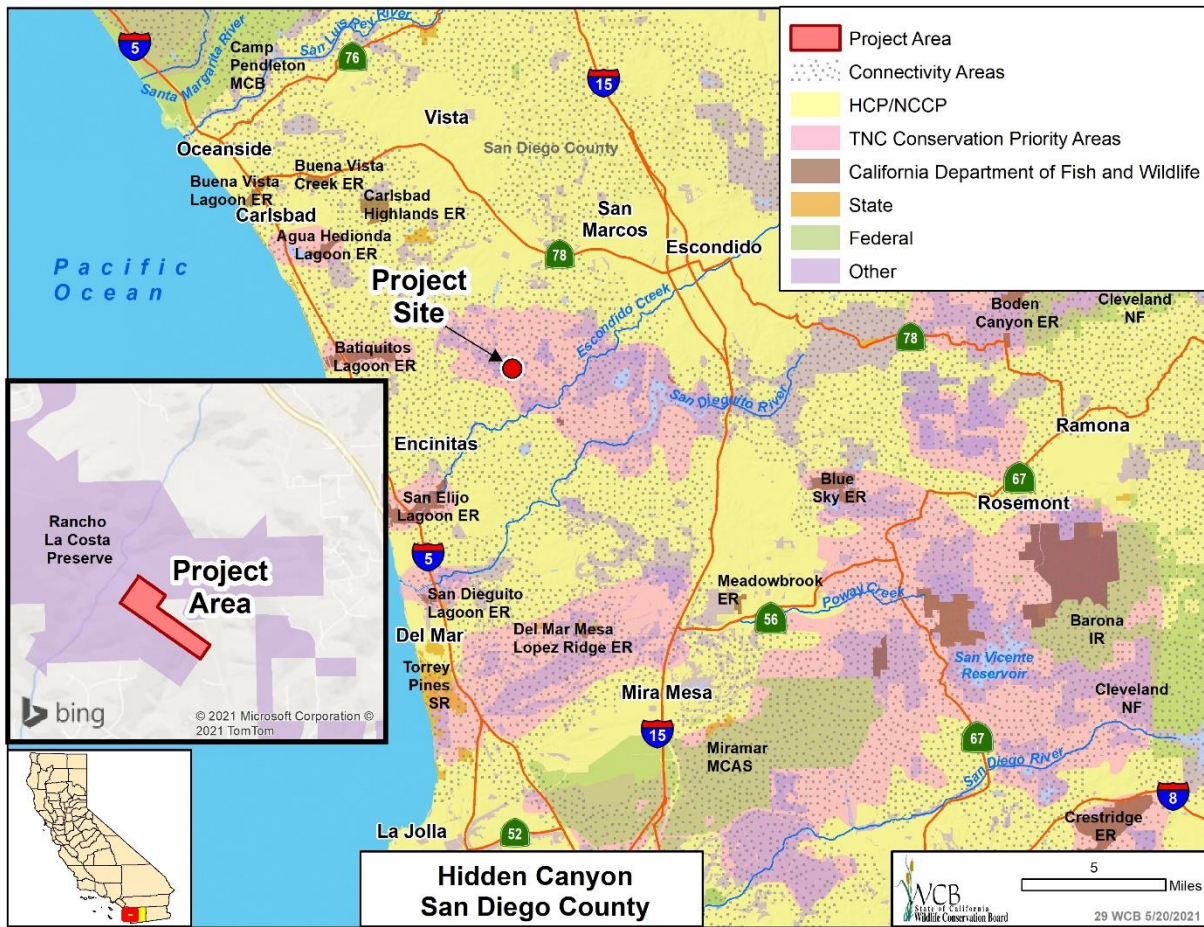 5
Santa Margarita River
Camp
Pendleton
MCB
San Luis
Rey River
76
15
Vista
San Diego County
Oceanside
Buena Vista
Creek ER
Buena Vista
Lagoon ER
Carlsbad
Carlsbad
Highlands ER
San
Marcos
Agua Hedionda
Lagoon ER
78
Escondido
Pacific
Ocean
Project
Site
Escondido Creek
Batiquitos
Lagoon ER
San Dieguito River
78
Boden
Canyon ER
Cleveland
NF
Encinitas
Ramona
67
Rosemont
Blue
Sky ER
San Elijo
Lagoon ER
5
San Dieguito
Lagoon ER
Meadowbrook
ER
Poway Creek
56
Del Mar
Del Mar Mesa
Lopez Ridge ER
Barona
IR
San Vicente
Reservoir
Torrey
Pines
SR
Mira Mesa
Cleveland
NF
15
Miramar
MCAS
67
San Diego River
8
La Jolla
52
Crestridge
ER
Project Area
Connectivity Areas
HCP/NCCP
TNC Conservation Priority Areas
California Department of Fish and Wildlife
State
Federal
Other
Rancho
La Costa
Preserve
Project
Area
bing
© 2021 Microsoft Corporation ©
2021 TomTom
Hidden Canyon
San Diego County
WCB
State of California
Wildlife Conservation Board
5
Miles
29 WCB 5/20/2021